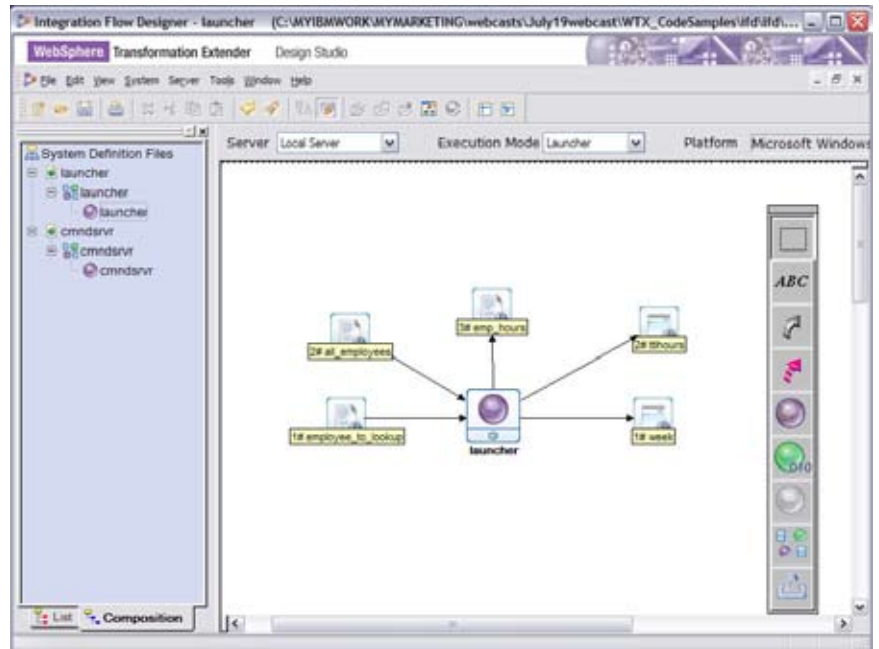 Integration Flow Designer - launcher (C:\MYIBMWORK\MYMARKETING\webcasts\July19webcast\WTX_CodeSamples\ifd\ifd\...
WebSphere Transformation Extender Design Studio
File Edit View System Server Tools Window Help
Server Local Server Execution Mode Launcher Platform Microsoft Windows
System Definition Files
launcher
launcher
launcher
cmndsrvr
cmndsrvr
cmndsrvr
ABC
3# emp_hours
2# all_employees
2# ttlhours
1# employee_to_lookup
1# week
launcher
010
List Composition